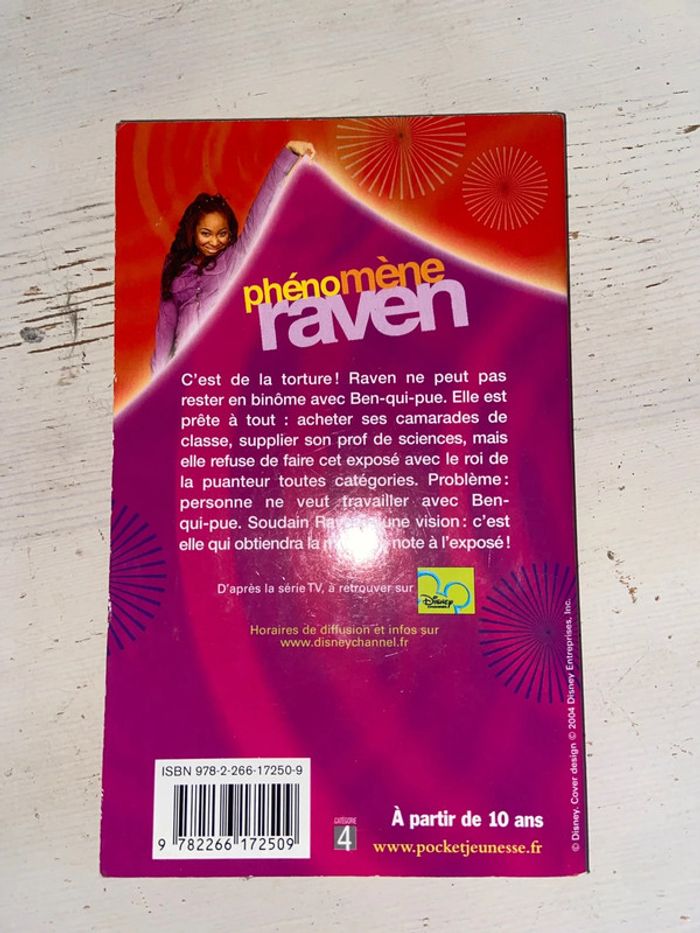 phénomène
raven
C'est de la torture! Raven ne peut pas
rester en binôme avec Ben-qui-pue. Elle est
prête à tout : acheter ses camarades de
classe, supplier son prof de sciences, mais
elle refuse de faire cet exposé avec le roi de
la puanteur toutes catégories. Problème :
personne ne veut travailler avec Ben-
qui-pue. Soudain une vision : c'est
elle qui obtiendra la note à l'exposé!
D'après la série TV, à retrouver sur
Disney
CHANNEL
Horaires de diffusion et infos sur
www.disneychannel.fr
ISBN 978-2-266-17250-9
9 782266 172509
CATÉGORIE
4
À partir de 10 ans
www.pocketjeunesse.fr
© Disney. Cover design © 2004 Disney Entreprises, Inc.